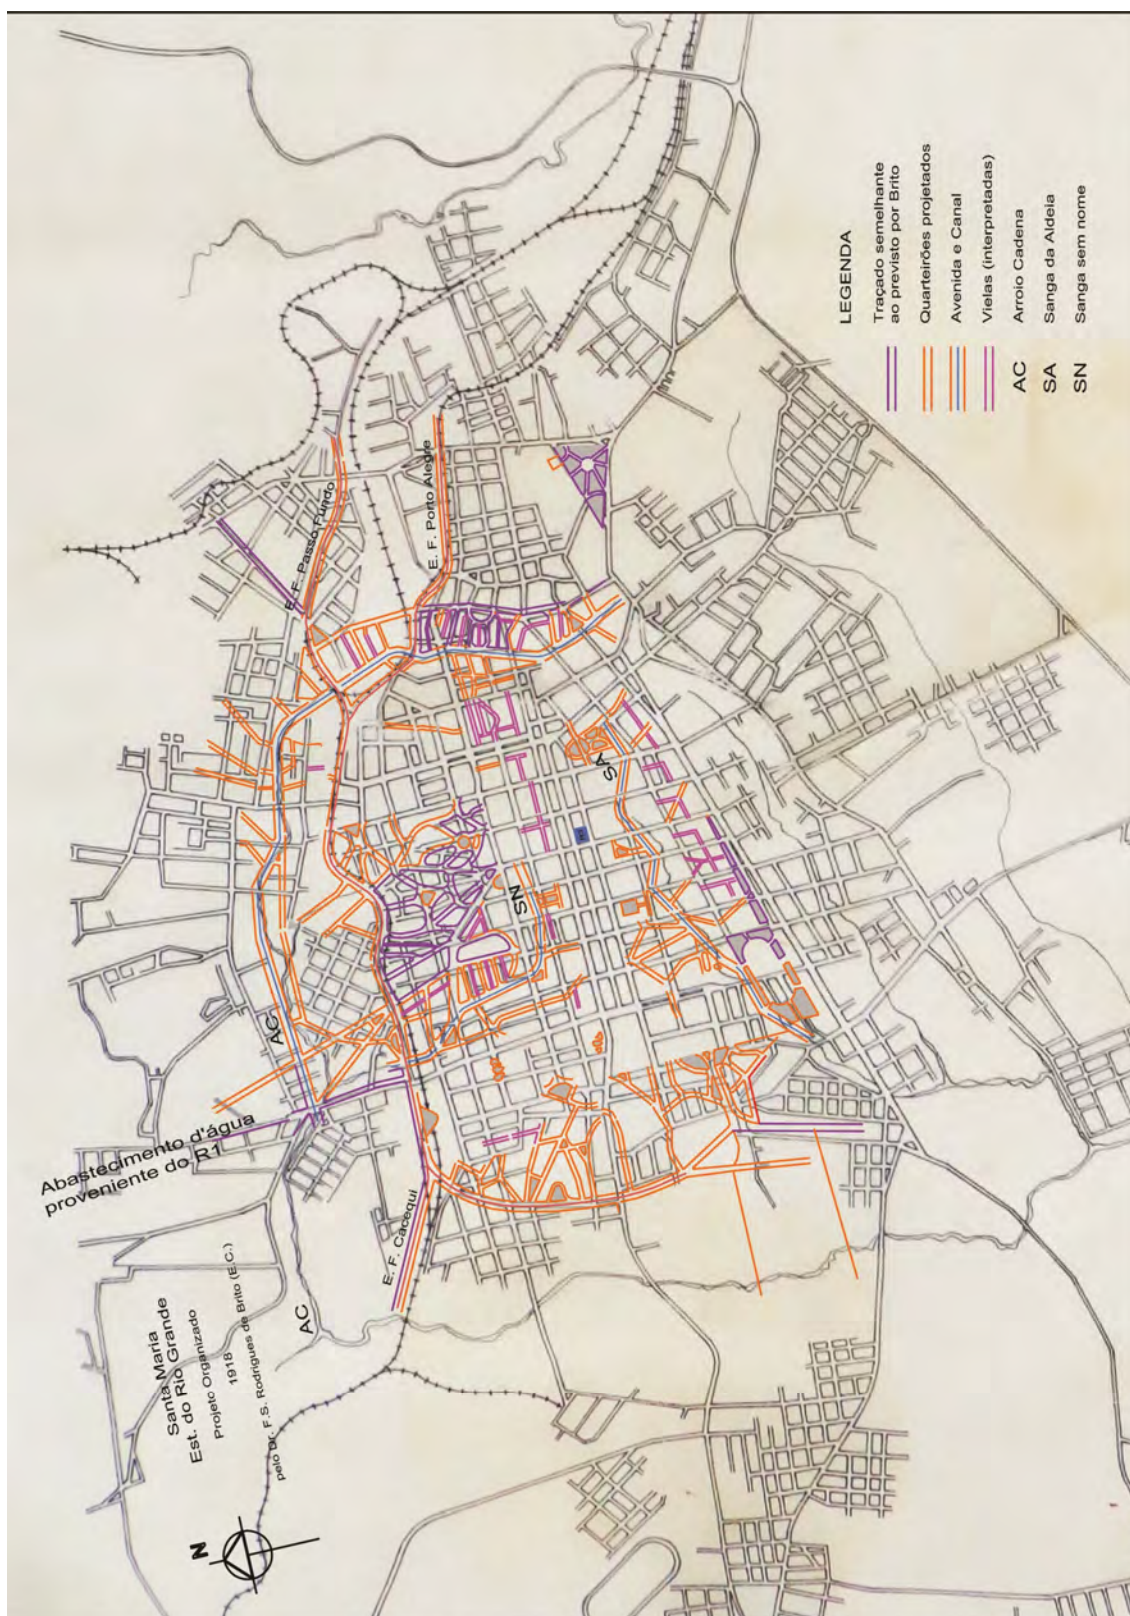 Santa Maria
Est. do Rio Grande
Projeto Organizado
1918
pelo Dr. F.S. Rodrigues de Brito (E.C.)
N
Abastecimento d'água
proveniente do R1
AC
AC
E. F. Cacequi
E. F. Passo Fundo
E. F. Porto Alegre
SN
SA
LEGENDA
Traçado semelhante
ao previsto por Brito
Quarteirões projetados
Avenida e Canal
Vielas (interpretadas)
AC Arroio Cadena
SA Sanga da Aldeia
SN Sanga sem nome